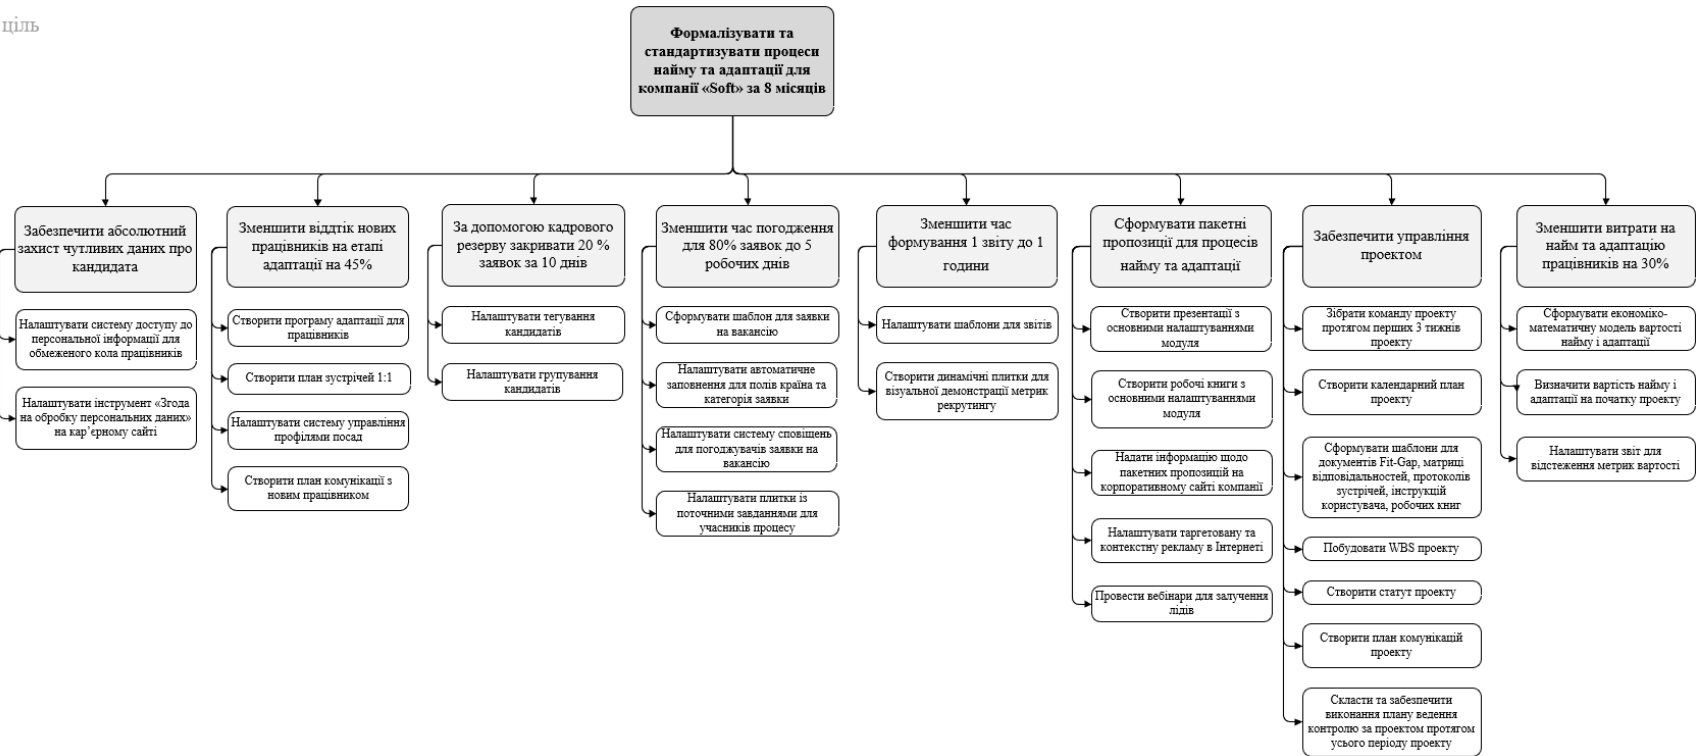 ціль
Формалізувати та
стандартизувати процеси
найму та адаптації для
компанії «Soft» за 8 місяців
Забезпечити абсолютний
захист чутливих даних про
кандидата
Налаштувати систему доступу до
персональної інформації для
обмеженого кола працівників
Налаштувати інструмент «Згода
на обробку персональних даних»
на кар’єрному сайті
Зменшити віддтік нових
працівників на етапі
адаптації на 45%
Створити програму адаптації для
працівників
Створити план зустрічей 1:1
Налаштувати систему управління
профілями посад
Створити план комунікації з
новим працівником
За допомогою кадрового
резерву закривати 20 %
заявок за 10 днів
Налаштувати тегування
кандидатів
Налаштувати групування
кандидатів
Зменшити час погодження
для 80% заявок до 5
робочих днів
Сформувати шаблон для заявки
на вакансію
Налаштувати автоматичне
заповнення для полів країна та
категорія заявки
Налаштувати систему сповіщень
для погоджувачів заявки на
вакансію
Налаштувати плитки із
поточними завданнями для
учасників процесу
Зменшити час
формування 1 звіту до 1
години
Налаштувати шаблони для звітів
Створити динамічні плитки для
візуальної демонстрації метрик
рекрутингу
Сформувати пакетні
пропозиції для процесів
найму та адаптації
Створити презентації з
основними налаштуваннями
модуля
Створити робочі книги з
основними налаштуваннями
модуля
Надати інформацію щодо
пакетних пропозицій на
корпоративному сайті компанії
Налаштувати таргетовану та
контекстну рекламу в Інтернеті
Провести вебінари для залучення
лідів
Забезпечити управління
проектом
Зібрати команду проекту
протягом перших 3 тижнів
проекту
Створити календарний план
проекту
Сформувати шаблони для
документів Fit-Gap, матриці
відповідальностей, протоколів
зустрічей, інструкцій
користувача, робочих книг
Побудовати WBS проекту
Створити статут проекту
Створити план комунікацій
проекту
Скласти та забезпечити
виконання плану ведення
контролю за проектом протягом
усього періоду проекту
Зменшити витрати на
найм та адаптацію
працівників на 30%
Сформувати економіко-
математичну модель вартості
найму і адаптації
Визначити вартість найму і
адаптації на початку проекту
Налаштувати звіт для
відстеження метрик вартості